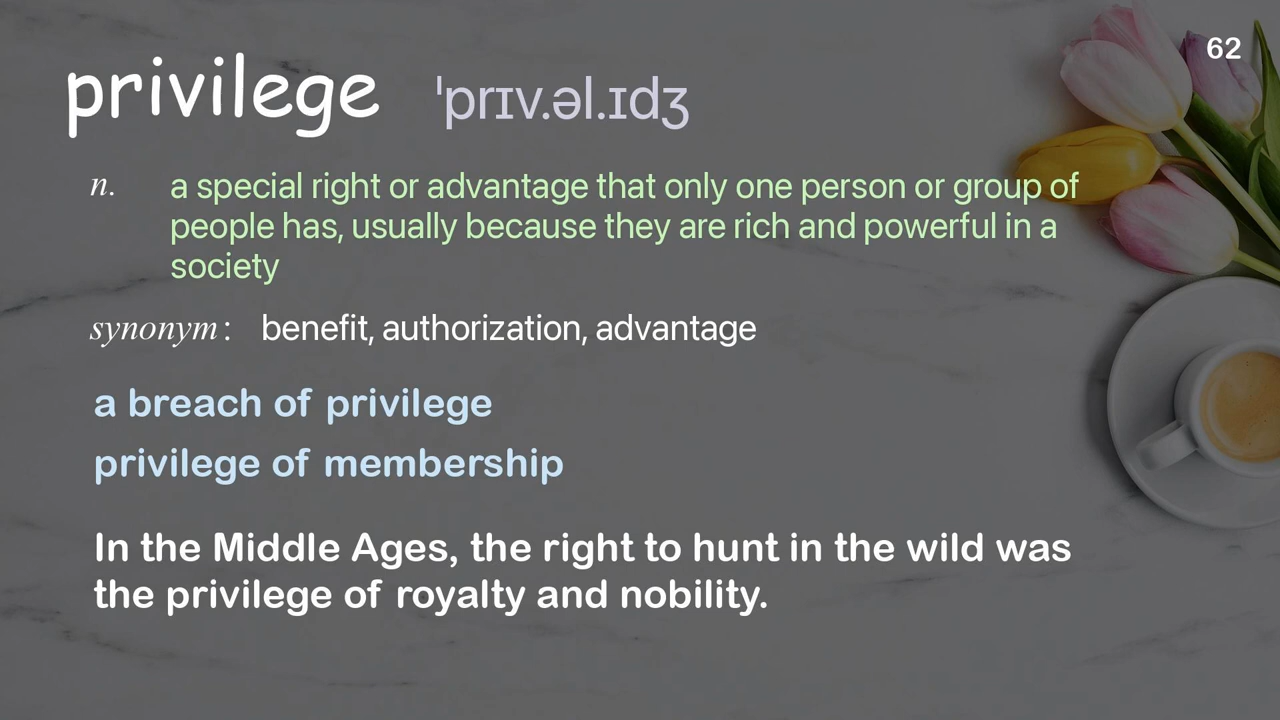 62
privilege ˈprɪv.əl.ɪdʒ
n. a special right or advantage that only one person or group of
people has, usually because they are rich and powerful in a
society
synonym: benefit, authorization, advantage
a breach of privilege
privilege of membership
In the Middle Ages, the right to hunt in the wild was
the privilege of royalty and nobility.